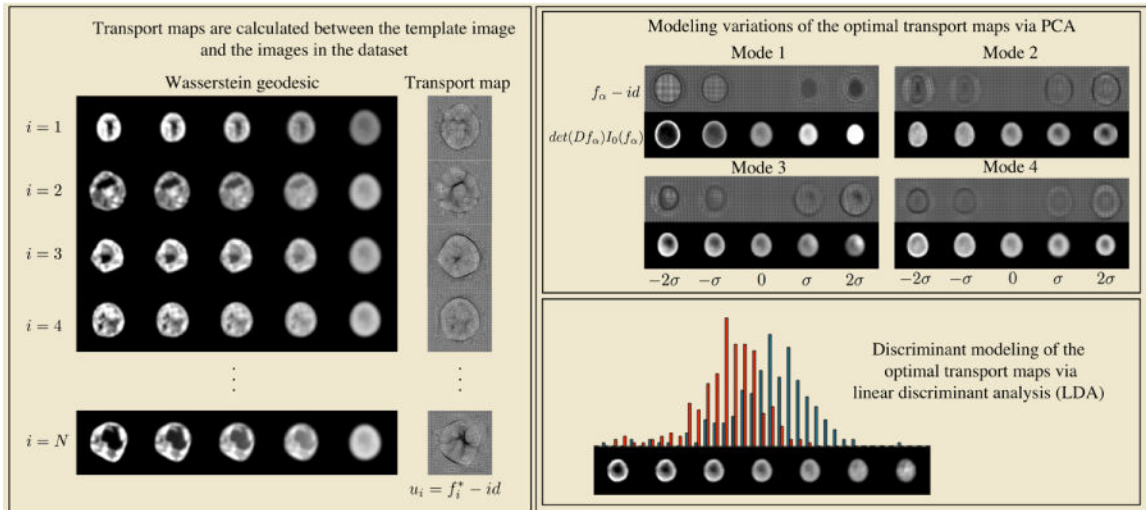 Transport maps are calculated between the template image
and the images in the dataset
Wasserstein geodesic
Transport map
i = 1
i = 2
i = 3
i = 4
⋮ ⋮
i = N
u_i = f_i^* − id
Modeling variations of the optimal transport maps via PCA
Mode 1
Mode 2
f_α − id
det(Df_α)I_0(f_α)
Mode 3
Mode 4
−2σ −σ 0 σ 2σ −2σ −σ 0 σ 2σ
Discriminant modeling of the
optimal transport maps via
linear discriminant analysis (LDA)